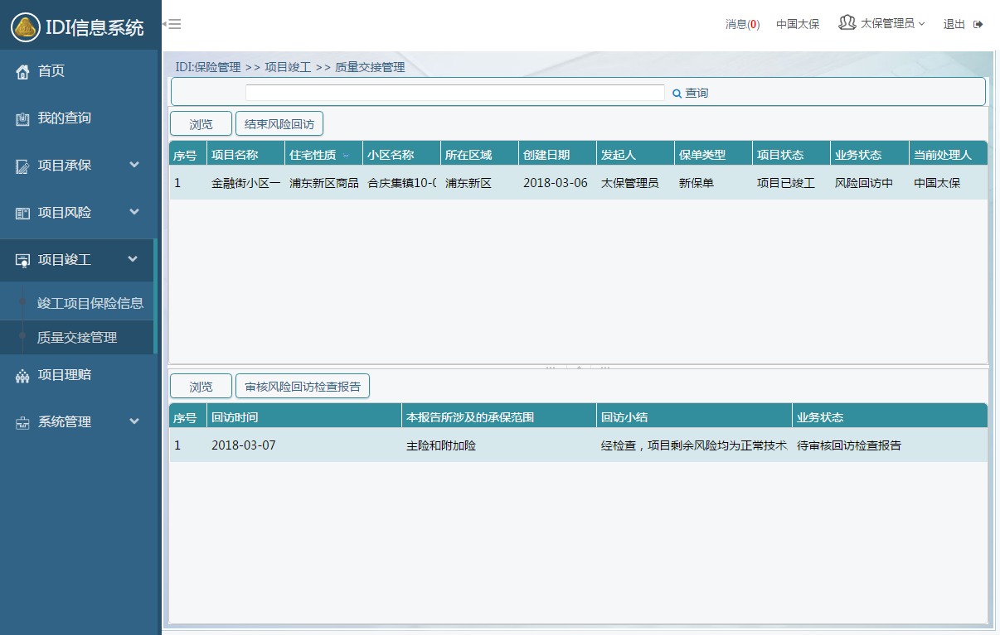 IDI信息系统
消息(0) 中国太保 太保管理员 退出
首页
我的查询
项目承保
项目风险
项目竣工
竣工项目保险信息
质量交接管理
项目理赔
系统管理
IDI:保险管理 >> 项目竣工 >> 质量交接管理
查询
浏览 结束风险回访
序号 项目名称 住宅性质 小区名称 所在区域 创建日期 发起人 保单类型 项目状态 业务状态 当前处理人
1 金融街小区一 浦东新区商品 合庆集镇10-0 浦东新区 2018-03-06 太保管理员 新保单 项目已竣工 风险回访中 中国太保
浏览 审核风险回访检查报告
序号 回访时间 本报告所涉及的承保范围 回访小结 业务状态
1 2018-03-07 主险和附加险 经检查，项目剩余风险均为正常技术 待审核回访检查报告